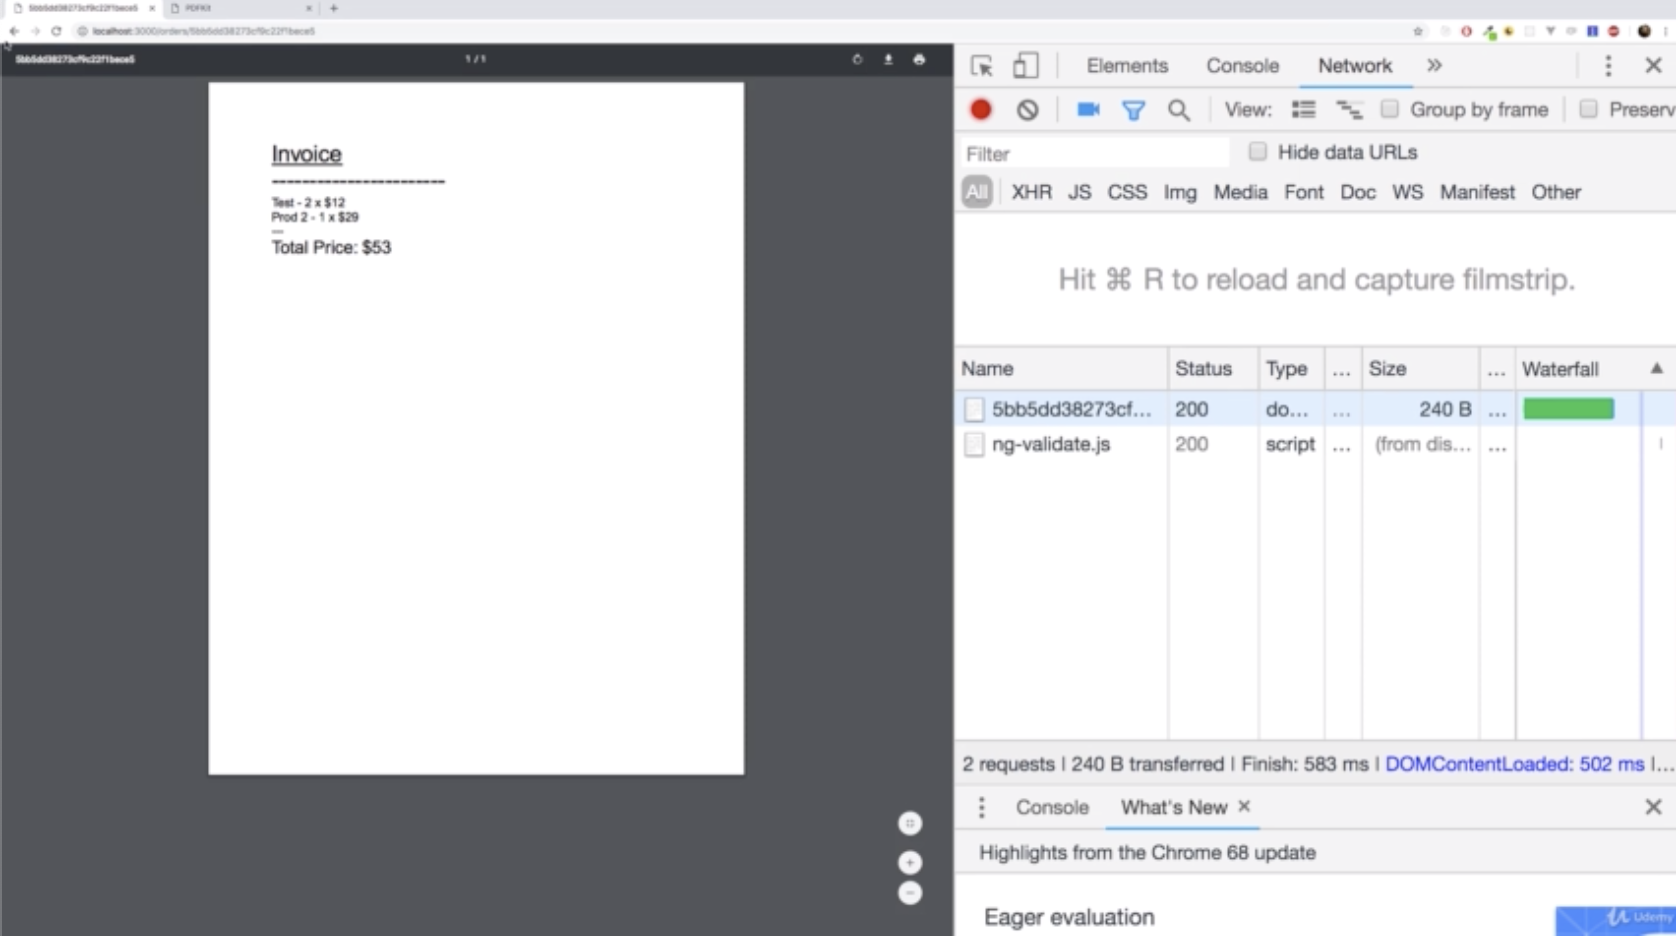 5bb5dd38273cf9c22f1bece5
PDFKit
localhost:3000/orders/5bb5dd38273cf9c22f1bece5
5bb5dd38273cf9c22f1bece5
1 / 1
Invoice
-----------------------
Test - 2 x $12
Prod 2 - 1 x $29
---
Total Price: $53
Elements Console Network »
View: Group by frame Preserv
Filter Hide data URLs
All XHR JS CSS Img Media Font Doc WS Manifest Other
Hit ⌘ R to reload and capture filmstrip.
Name Status Type ... Size ... Waterfall ▲
5bb5dd38273cf... 200 do... ... 240 B ...
ng-validate.js 200 script ... (from dis... ...
2 requests | 240 B transferred | Finish: 583 ms | DOMContentLoaded: 502 ms |...
Console What's New ×
Highlights from the Chrome 68 update
Eager evaluation
Udemy